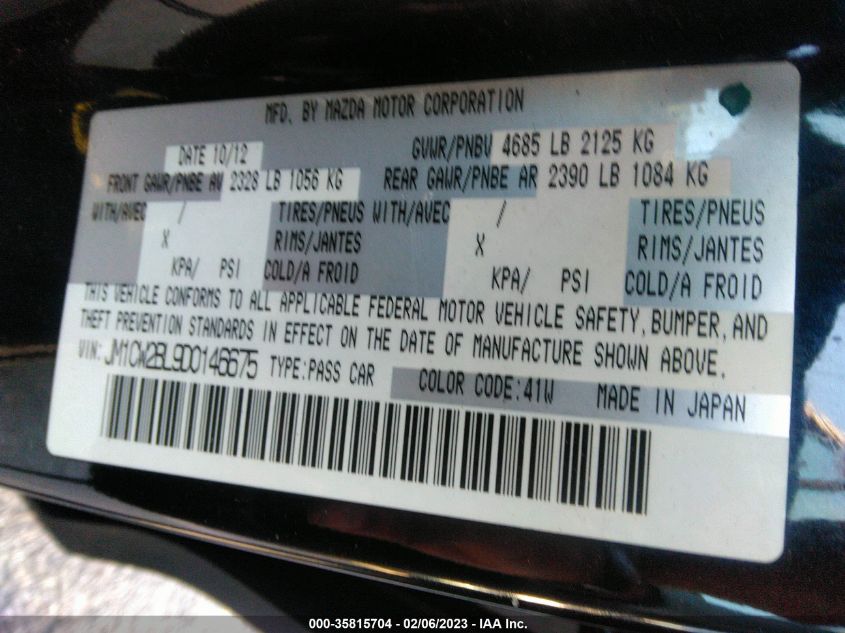 MFD. BY MAZDA MOTOR CORPORATION
DATE 10/12 GVWR/PNBV 4685 LB 2125 KG
FRONT GAWR/PNBE AV 2328 LB 1056 KG REAR GAWR/PNBE AR 2390 LB 1084 KG
WITH/AVEC / TIRES/PNEUS WITH/AVEC / TIRES/PNEUS
X RIMS/JANTES X RIMS/JANTES
KPA/ PSI COLD/A FROID KPA/ PSI COLD/A FROID
THIS VEHICLE CONFORMS TO ALL APPLICABLE FEDERAL MOTOR VEHICLE SAFETY, BUMPER, AND
THEFT PREVENTION STANDARDS IN EFFECT ON THE DATE OF MANUFACTURE SHOWN ABOVE.
VIN: JM1CW2BL9D0146675 TYPE:PASS CAR COLOR CODE:41W MADE IN JAPAN
000-35815704 - 02/06/2023 - IAA Inc.